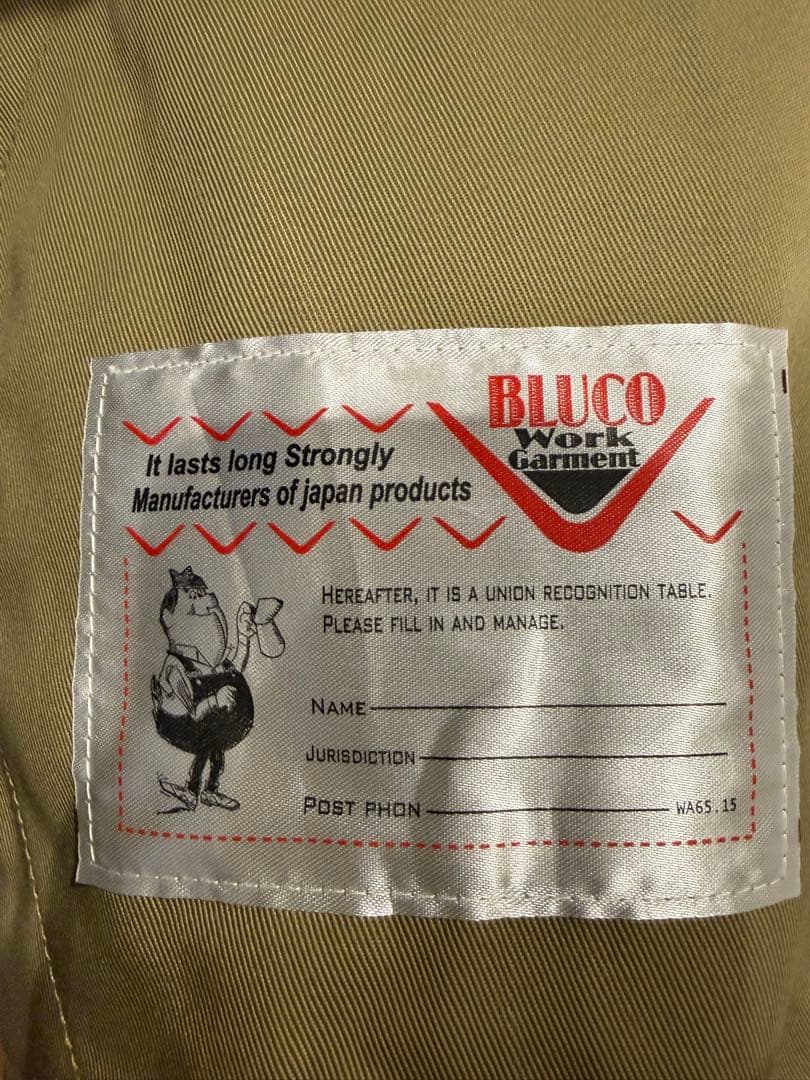 BLUCO
Work
Garment
It lasts long Strongly
Manufacturers of japan products
HEREAFTER, IT IS A UNION RECOGNITION TABLE.
PLEASE FILL IN AND MANAGE.
NAME
JURISDICTION
POST PHON
WA65.15